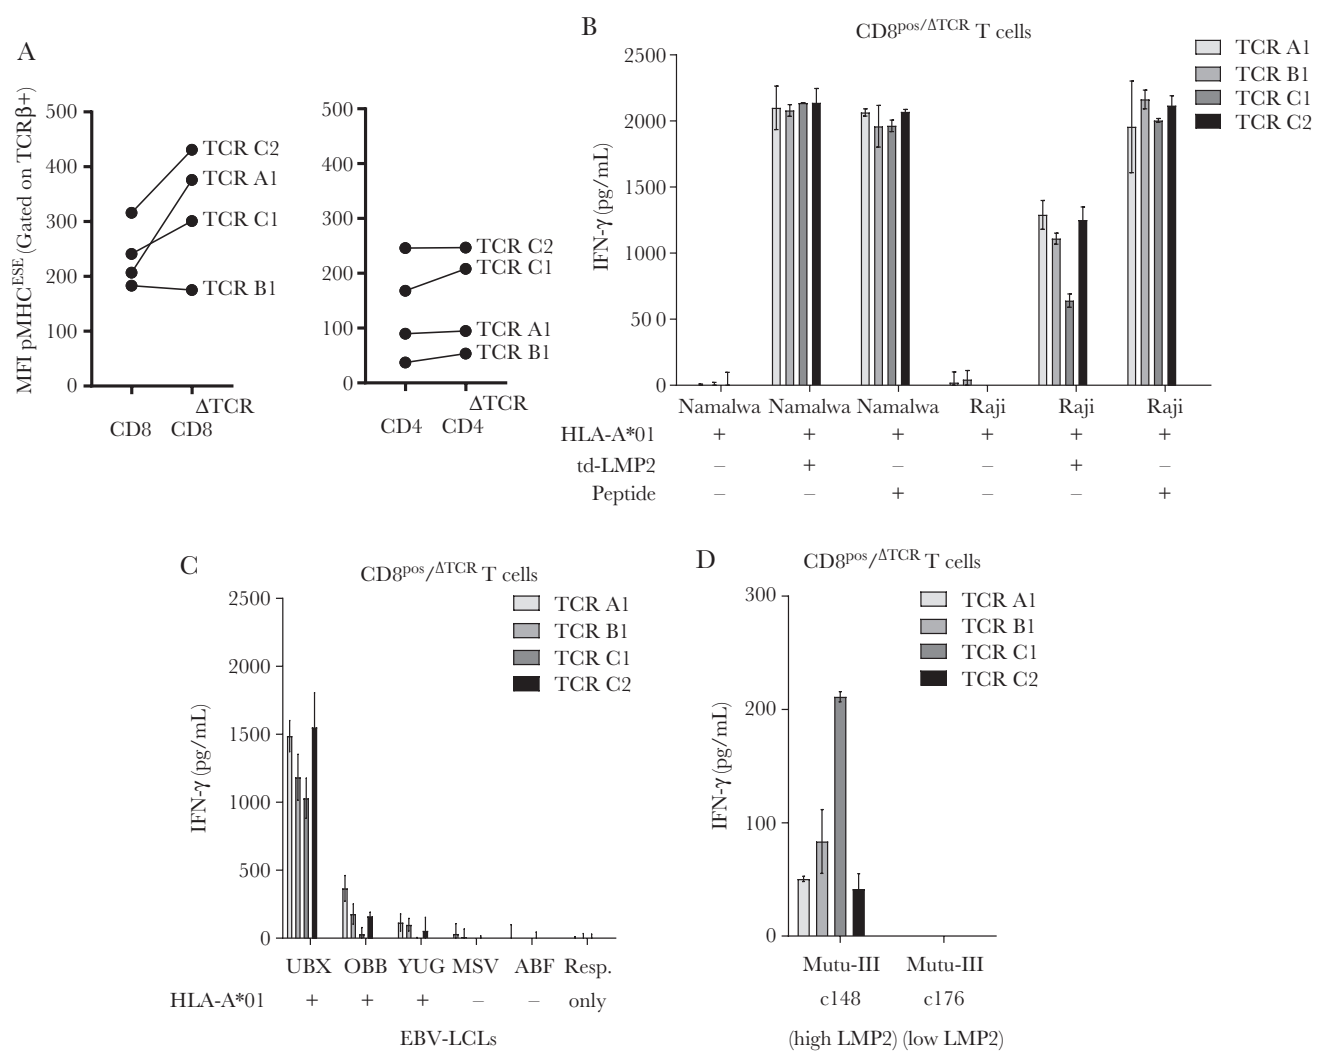 A
MFI pMHC^ESE (Gated on TCRβ+)
500
400
300
200
100
0
TCR C2
TCR A1
TCR C1
TCR B1
CD8
ΔTCR
CD8
500
400
300
200
100
0
TCR C2
TCR C1
TCR A1
TCR B1
CD4
ΔTCR
CD4
B
CD8^pos/ΔTCR T cells
TCR A1
TCR B1
TCR C1
TCR C2
IFN-γ (pg/mL)
2500
2000
1500
1000
50 0
0
Namalwa Namalwa Namalwa Raji Raji Raji
HLA-A*01 + + + + + +
td-LMP2 – + – – + –
Peptide – – + – – +
C
CD8^pos/ΔTCR T cells
TCR A1
TCR B1
TCR C1
TCR C2
IFN-γ (pg/mL)
2500
2000
1500
1000
500
0
UBX OBB YUG MSV ABF Resp.
HLA-A*01 + + + – – only
EBV-LCLs
D
CD8^pos/ΔTCR T cells
TCR A1
TCR B1
TCR C1
TCR C2
IFN-γ (pg/mL)
300
200
100
0
Mutu-III Mutu-III
c148 c176
(high LMP2) (low LMP2)